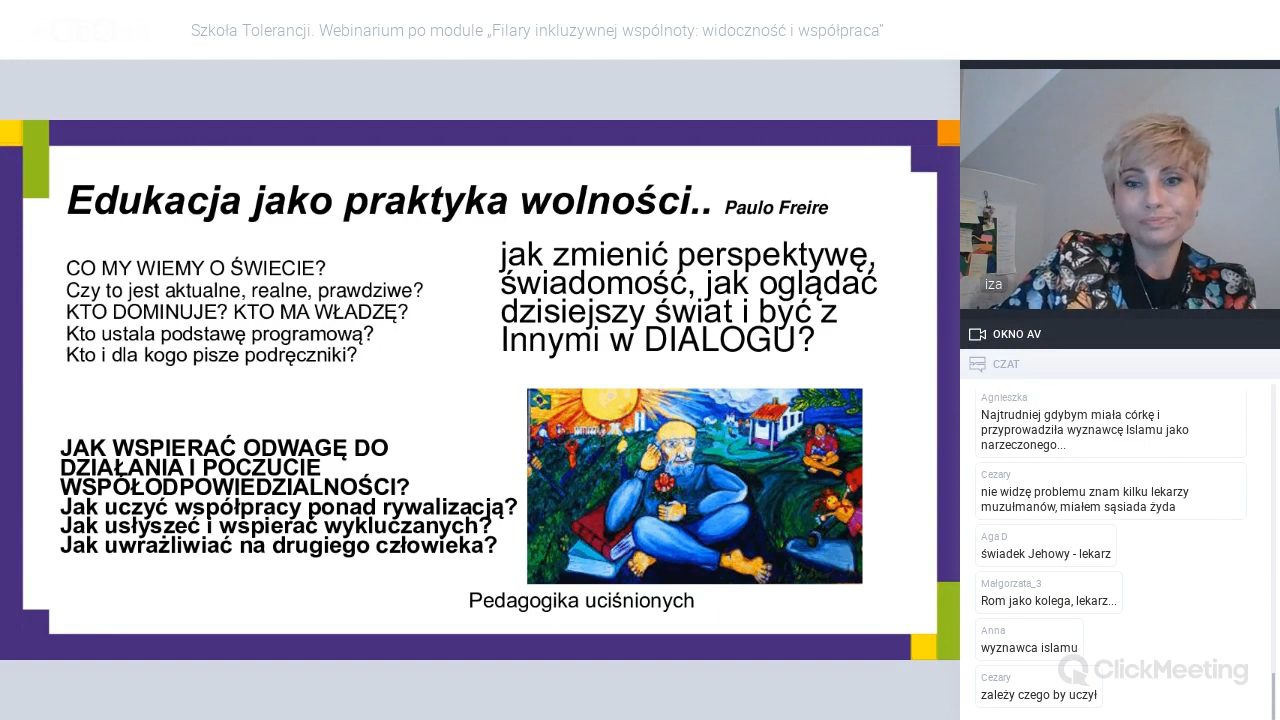 Szkoła Tolerancji. Webinarium po module „Filary inkluzywnej wspólnoty: widoczność i współpraca”
Edukacja jako praktyka wolności.. Paulo Freire
CO MY WIEMY O ŚWIECIE?
Czy to jest aktualne, realne, prawdziwe?
KTO DOMINUJE? KTO MA WŁADZĘ?
Kto ustala podstawę programową?
Kto i dla kogo pisze podręczniki?
jak zmienić perspektywę,
świadomość, jak oglądać
dzisiejszy świat i być z
Innymi w DIALOGU?
JAK WSPIERAĆ ODWAGĘ DO
DZIAŁANIA I POCZUCIE
WSPÓŁODPOWIEDZIALNOŚCI?
Jak uczyć współpracy ponad rywalizacją?
Jak usłyszeć i wspierać wykluczanych?
Jak uwrażliwiać na drugiego człowieka?
Pedagogika uciśnionych
iza
OKNO AV
CZAT
Agnieszka
Najtrudniej gdybym miała córkę i
przyprowadziła wyznawcę Islamu jako
narzeczonego...
Cezary
nie widzę problemu znam kilku lekarzy
muzułmanów, miałem sąsiada żyda
Aga D
świadek Jehowy - lekarz
Małgorzata_3
Rom jako kolega, lekarz...
Anna
wyznawca islamu
Cezary
zależy czego by uczył
ClickMeeting